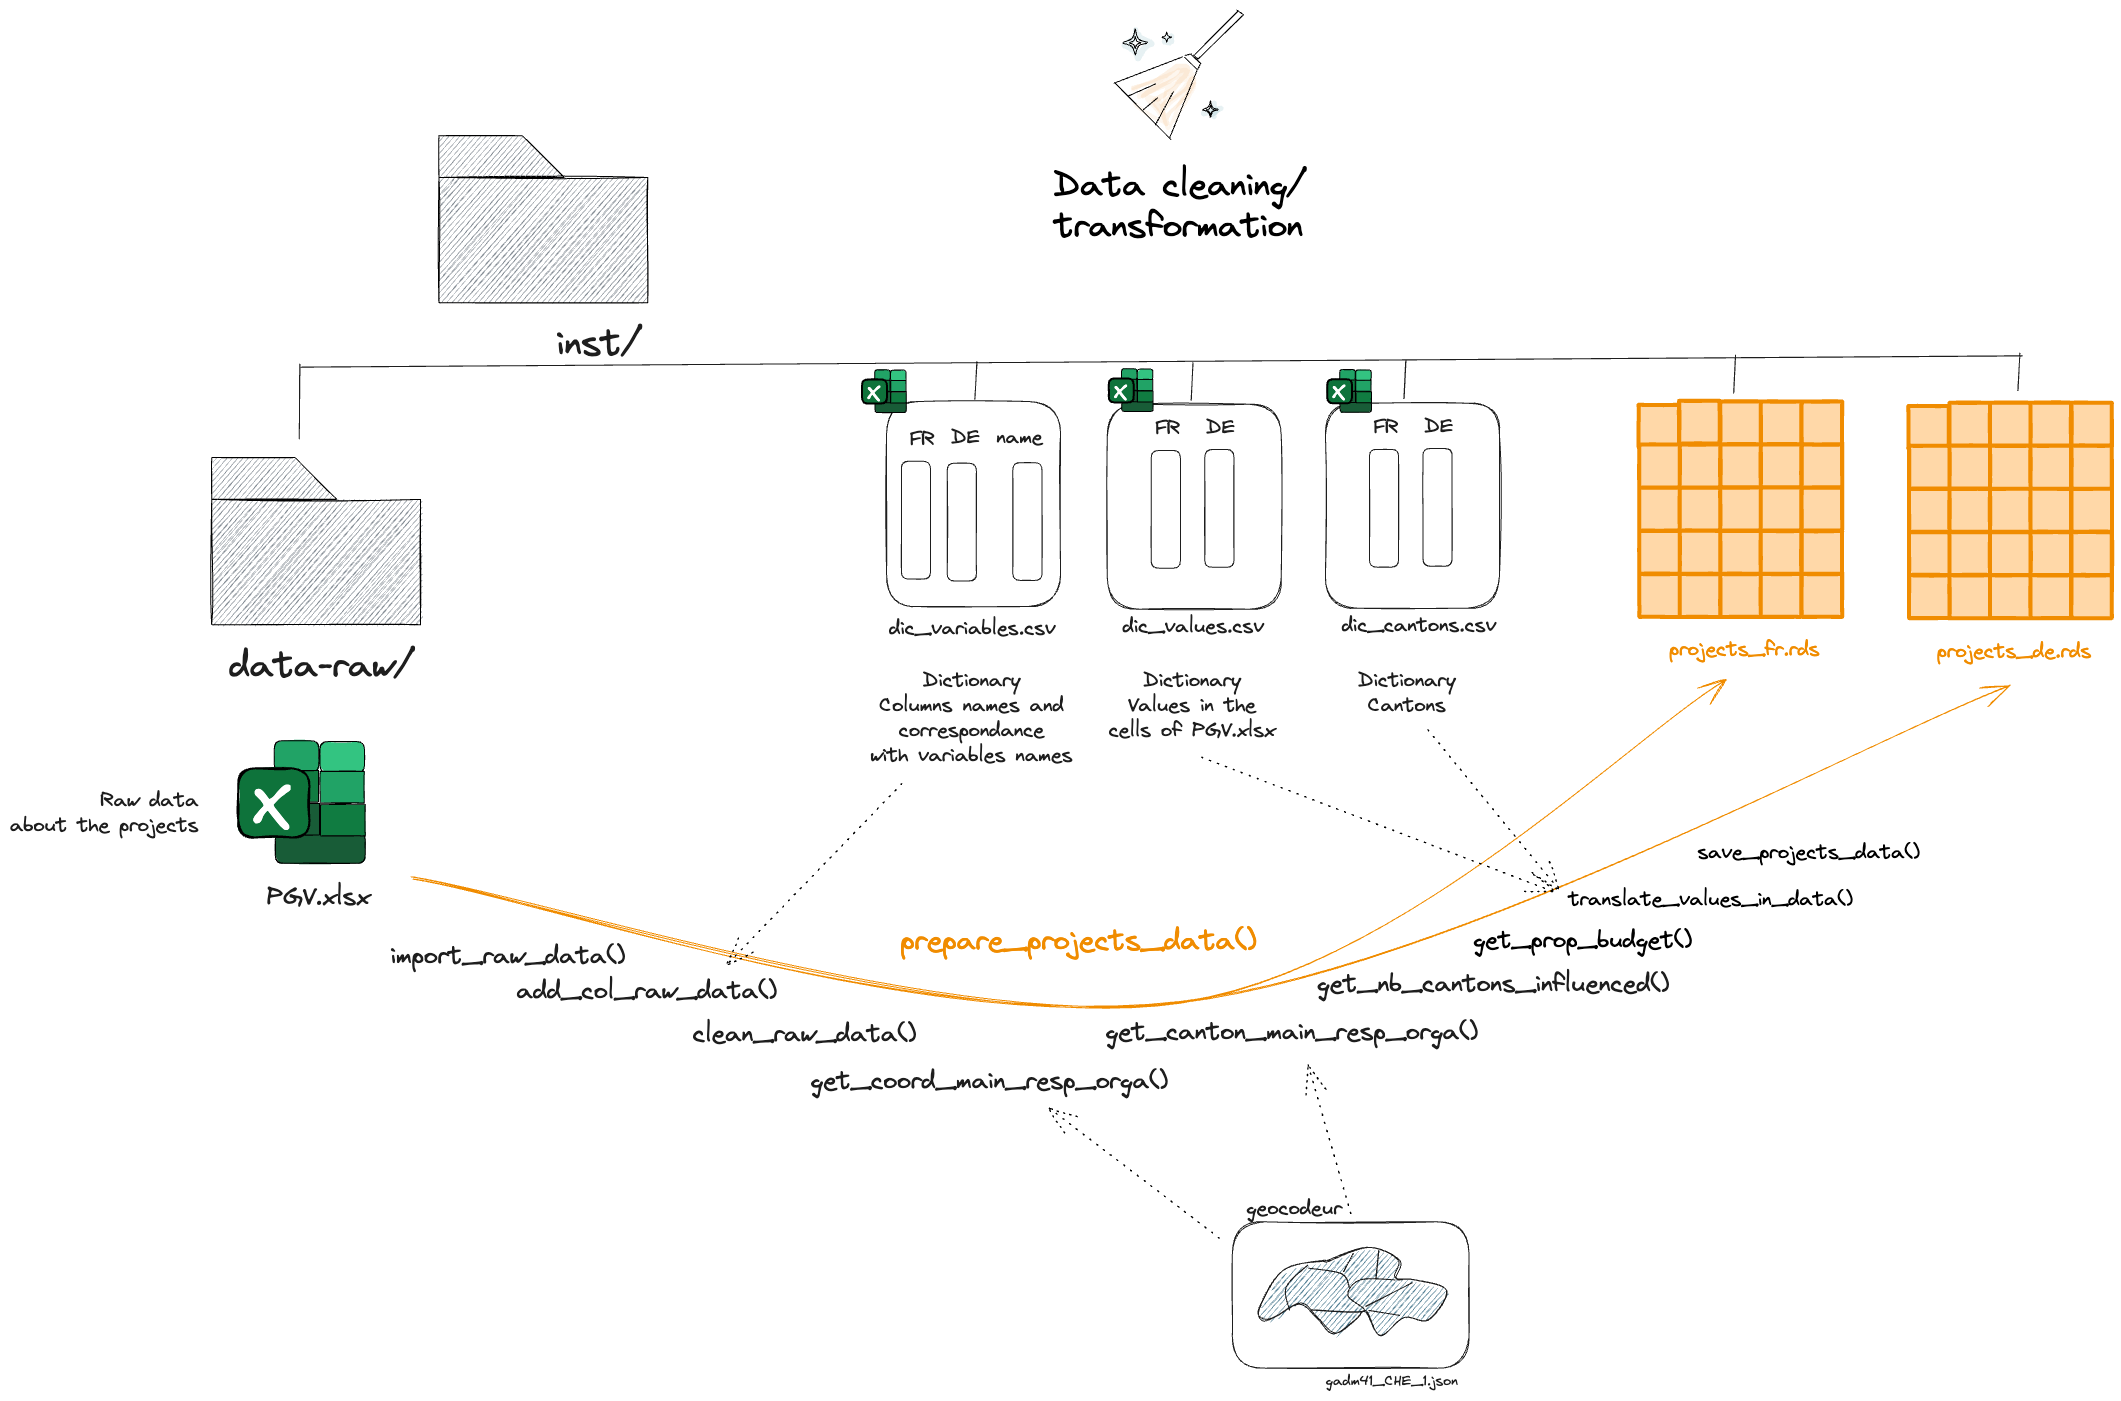 Data cleaning/
transformation
inst/
data-raw/
Raw data
about the projects
X
PGV.xlsx
X
FR DE name
dic_variables.csv
Dictionary
Columns names and
correspondance
with variables names
X
FR DE
dic_values.csv
Dictionary
Values in the
cells of PGV.xlsx
X
FR DE
dic_cantons.csv
Dictionary
Cantons
projects_fr.rds
projects_de.rds
prepare_projects_data()
import_raw_data()
add_col_raw_data()
clean_raw_data()
get_coord_main_resp_orga()
get_canton_main_resp_orga()
get_nb_cantons_influenced()
get_prop_budget()
translate_values_in_data()
save_projects_data()
geocodeur
gadm41_CHE_1.json